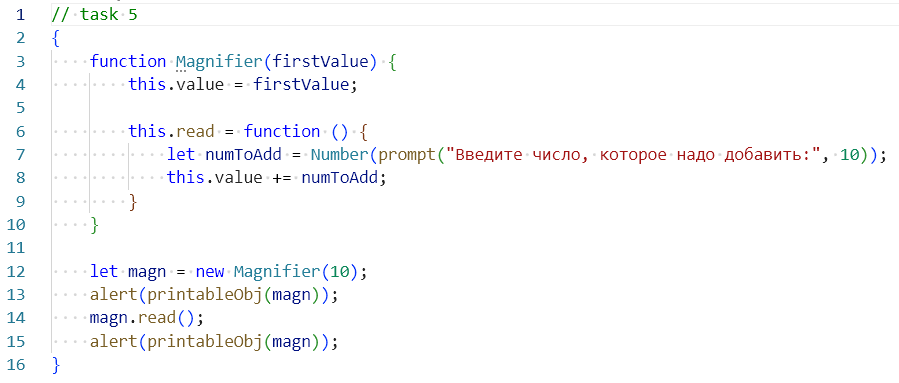 1 // task 5
2 {
3 function Magnifier(firstValue) {
4 this.value = firstValue;
5
6 this.read = function () {
7 let numToAdd = Number(prompt("Введите число, которое надо добавить:", 10));
8 this.value += numToAdd;
9 }
10 }
11
12 let magn = new Magnifier(10);
13 alert(printableObj(magn));
14 magn.read();
15 alert(printableObj(magn));
16 }